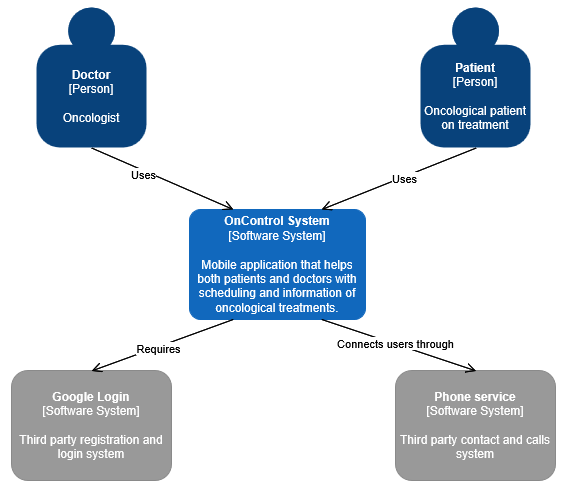 Doctor
[Person]
Oncologist
Patient
[Person]
Oncological patient
on treatment
Uses
Uses
OnControl System
[Software System]
Mobile application that helps
both patients and doctors with
scheduling and information of
oncological treatments.
Requires
Connects users through
Google Login
[Software System]
Third party registration and
login system
Phone service
[Software System]
Third party contact and calls
system